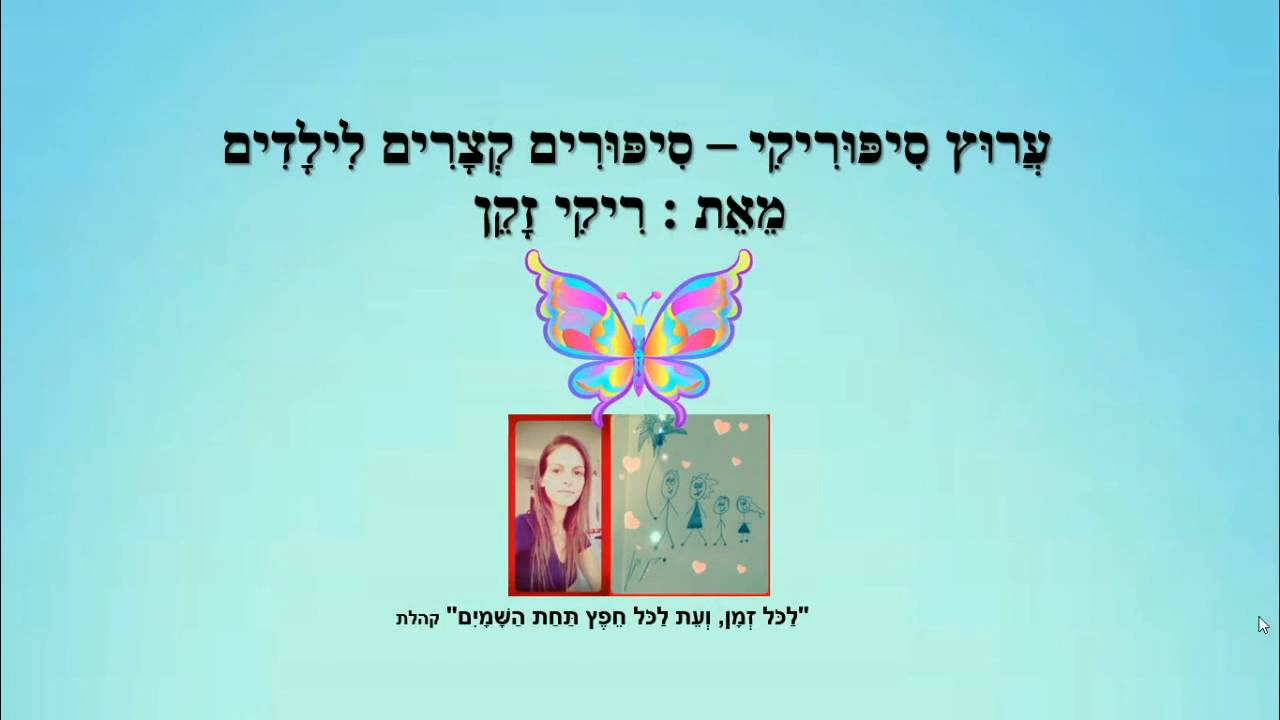 עֲרוּץ סִיפּוּרִיקִי – סִיפּוּרִים קְצָרִים לִילָדִים
מֵאֵת : רִיקִי זָקֵן
"לַכֹּל זְמָן, וְעֵת לַכֹּל חֵפֶץ תַּחַת הַשָּׁמָיִם" קהלת